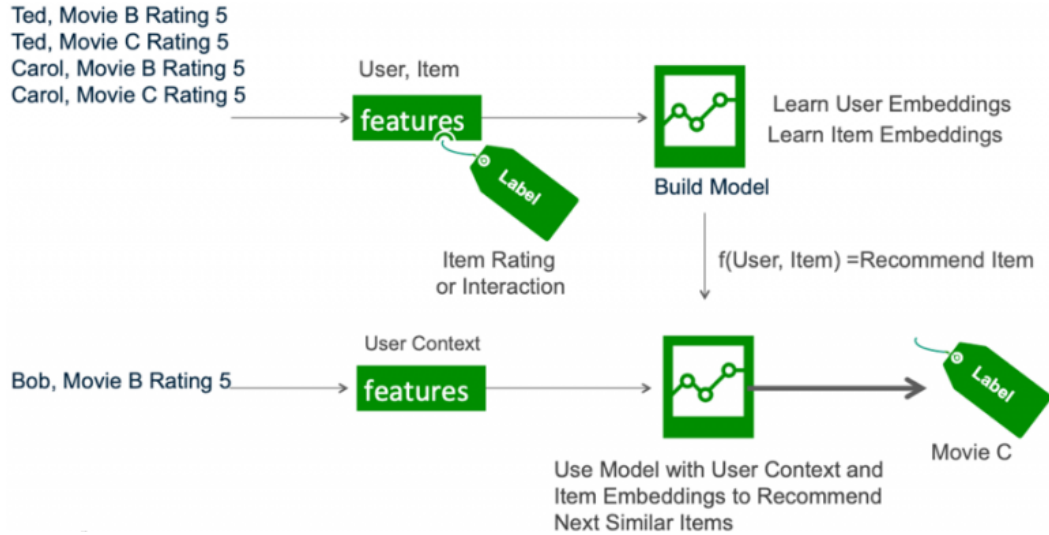 Ted, Movie B Rating 5
Ted, Movie C Rating 5
Carol, Movie B Rating 5
Carol, Movie C Rating 5
User, Item
features
Label
Item Rating
or Interaction
Learn User Embeddings
Learn Item Embeddings
Build Model
f(User, Item) =Recommend Item
Bob, Movie B Rating 5
User Context
features
Use Model with User Context and
Item Embeddings to Recommend
Next Similar Items
Label
Movie C